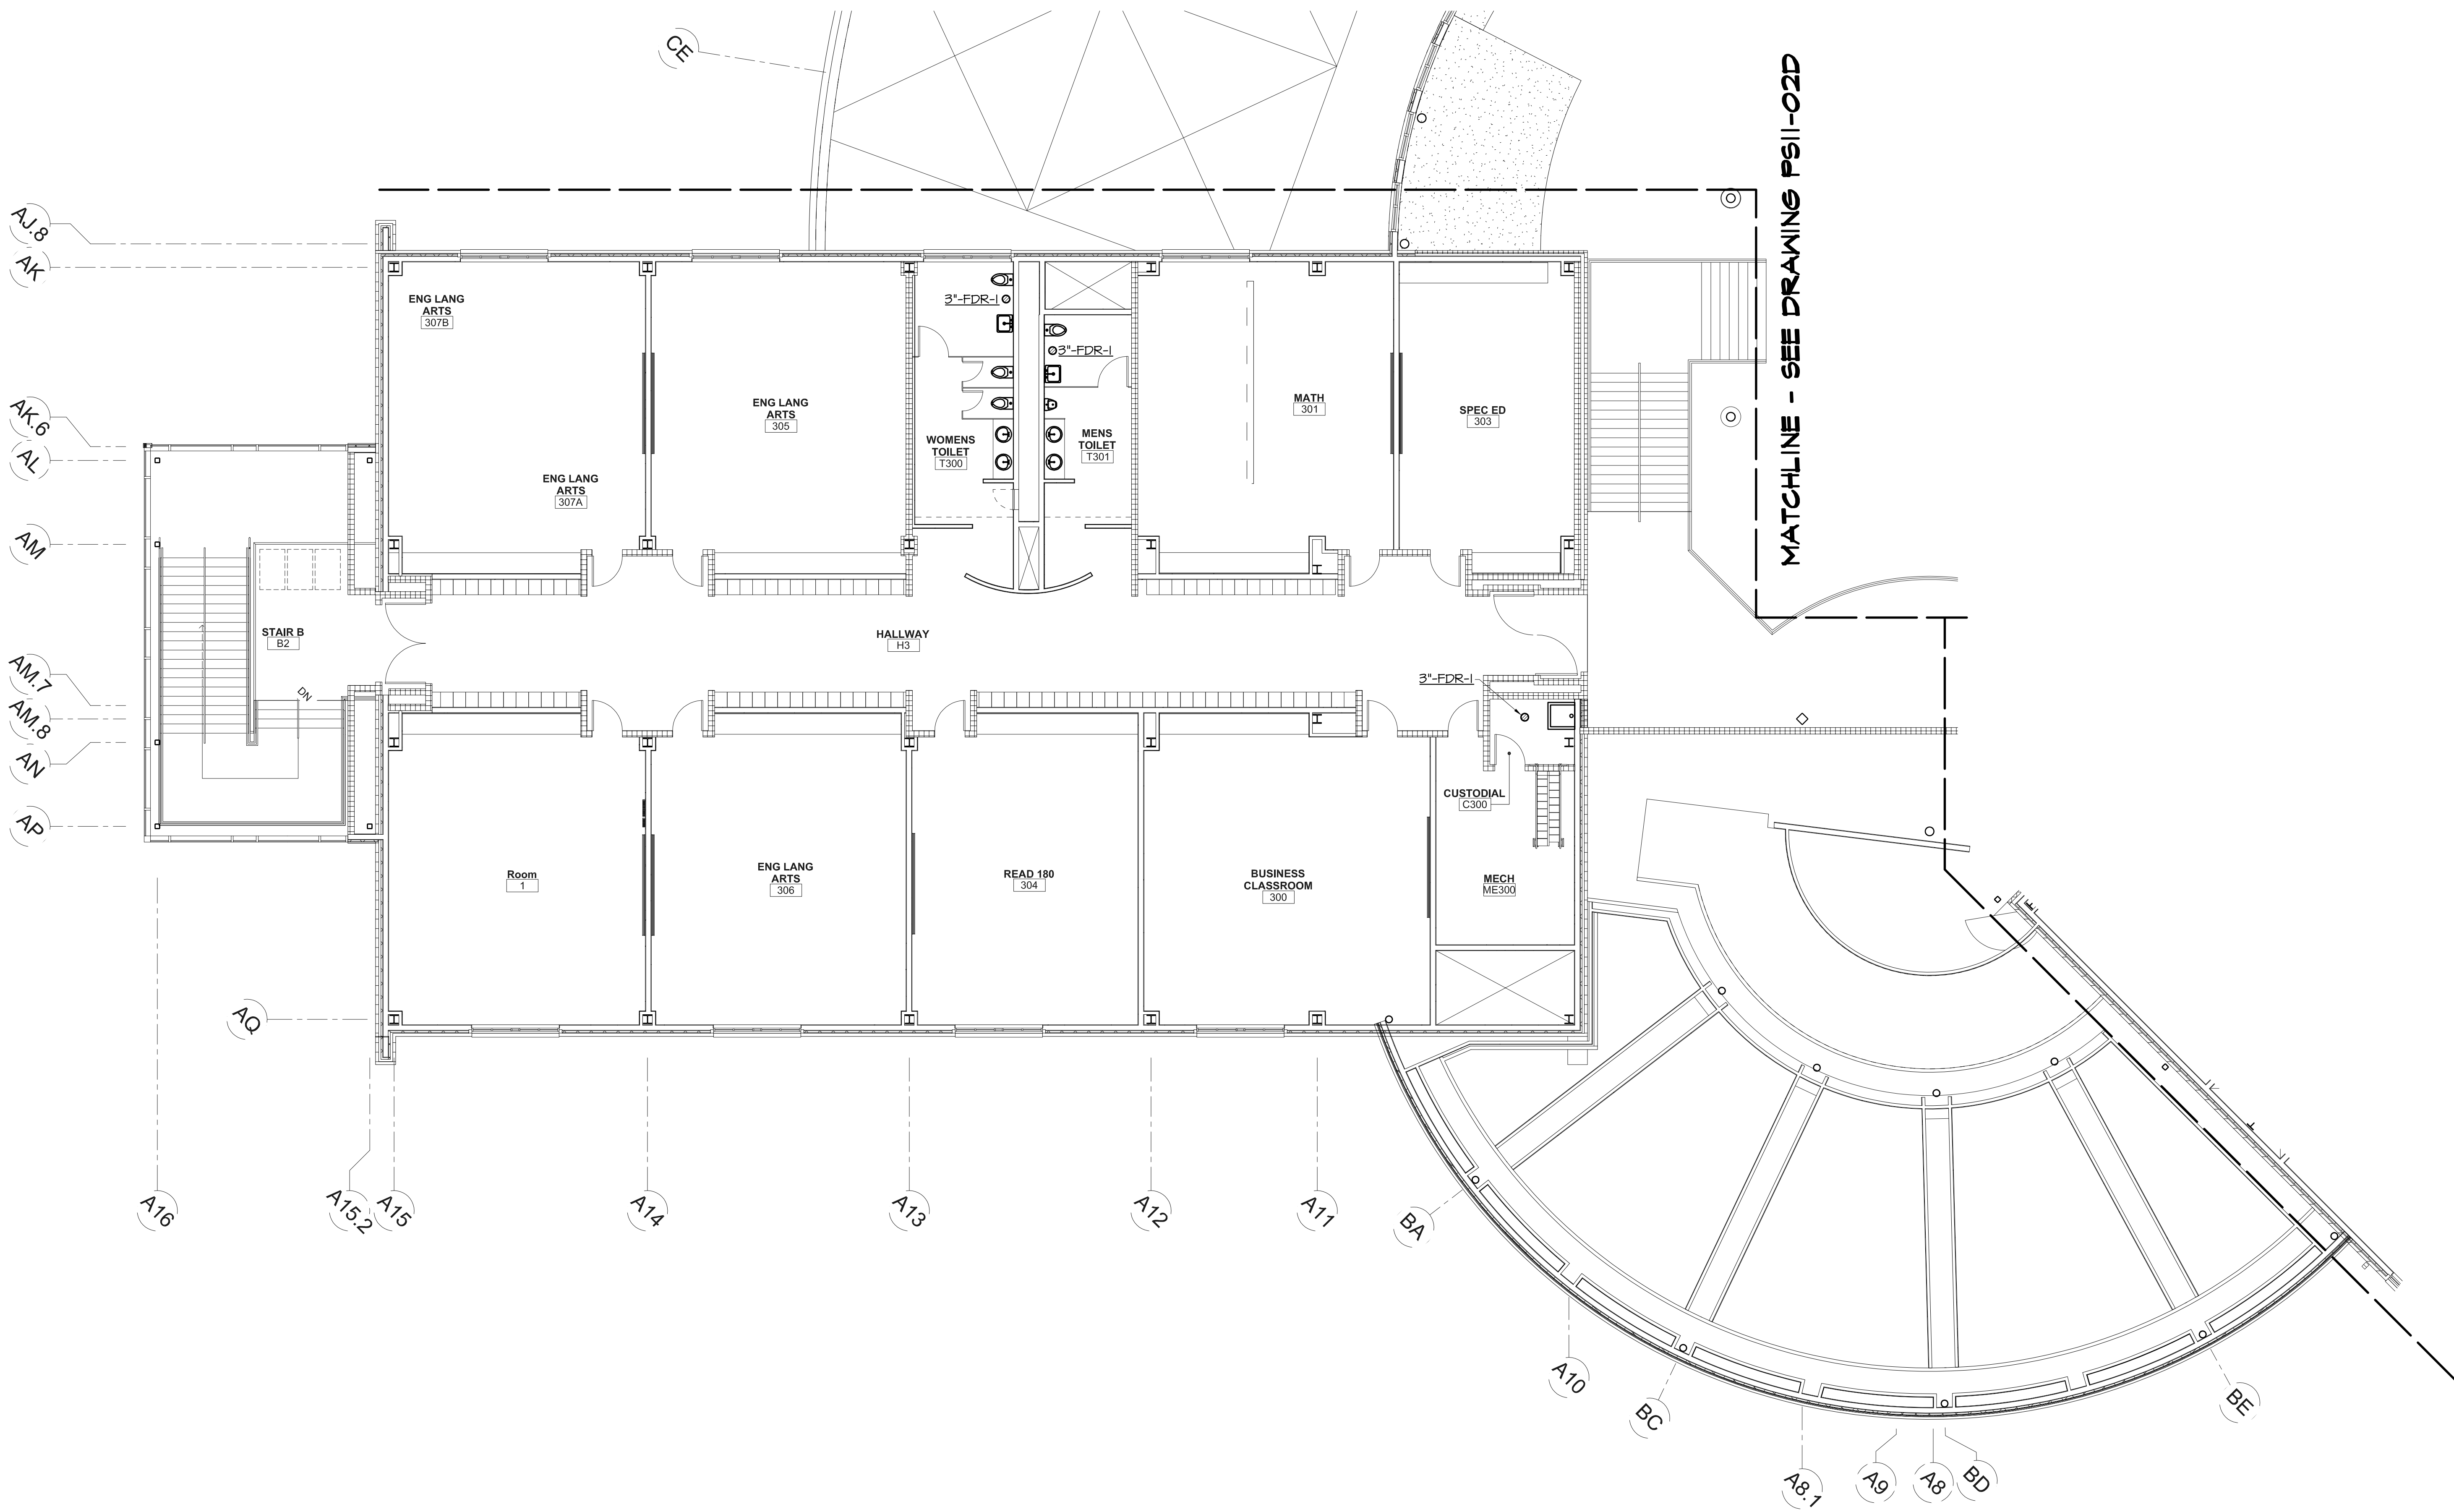 CE
MATCHLINE - SEE DRAWING PS11-02D
AJ.8
AK
AK.6
AL
AM
AM.7
AM.8
AN
AP
AQ
ENG LANG
ARTS
307B
3"-FDR-1
3"-FDR-1
ENG LANG
ARTS
305
MATH
301
SPEC ED
303
WOMENS
TOILET
T300
MENS
TOILET
T301
ENG LANG
ARTS
307A
STAIR B
B2
HALLWAY
H3
DN
3"-FDR-1
CUSTODIAL
C300
Room
1
ENG LANG
ARTS
306
READ 180
304
BUSINESS
CLASSROOM
300
MECH
ME300
A16
A15.2
A15
A14
A13
A12
A11
BA
A10
BC
A8.1
A9
A8
BD
BE